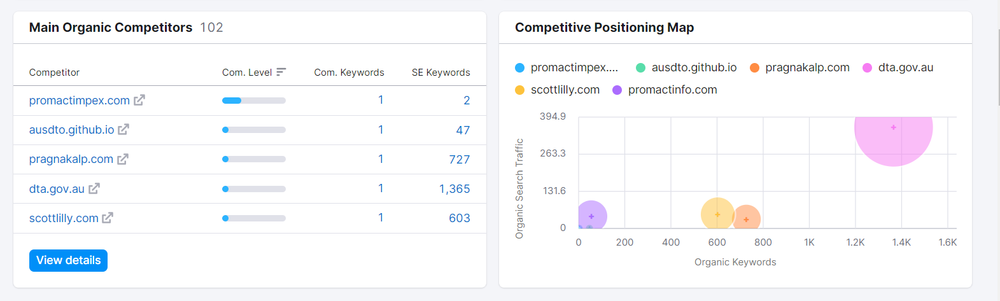 Main Organic Competitors 102
Competitor Com. Level Com. Keywords SE Keywords
promactimpex.com 1 2
ausdto.github.io 1 47
pragnakalp.com 1 727
dta.gov.au 1 1,365
scottlilly.com 1 603
View details
Competitive Positioning Map
promactimpex.... ausdto.github.io pragnakalp.com dta.gov.au
scottlilly.com promactinfo.com
Organic Search Traffic
394.9
263.3
131.6
0
0 200 400 600 800 1K 1.2K 1.4K 1.6K
Organic Keywords